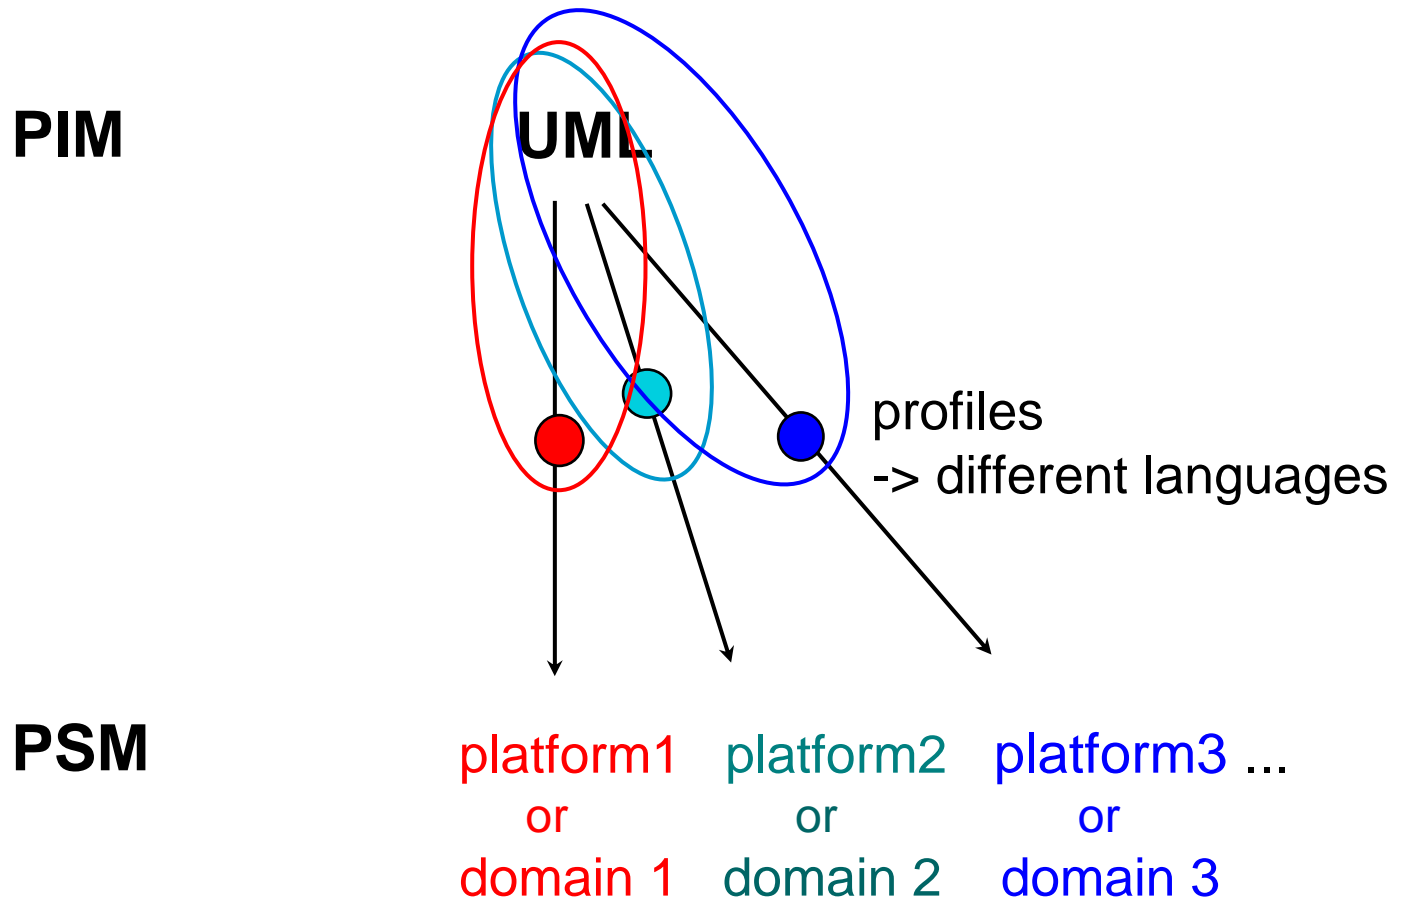 PIM UML
profiles
-> different languages
PSM platform1 platform2 platform3 ...
or or or
domain 1 domain 2 domain 3